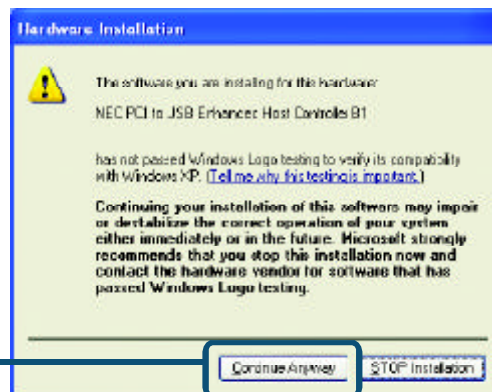 Hardware Installation
The software you are installing for this hardware:
NEC PCI to USB Enhanced Host Controller B1
has not passed Windows Logo testing to verify its compatibility
with Windows XP. (Tell me why this testing is important.)
Continuing your installation of this software may impair
or destabilize the correct operation of your system
either immediately or in the future. Microsoft strongly
recommends that you stop this installation now and
contact the hardware vendor for software that has
passed Windows Logo testing.
Continue Anyway
STOP Installation